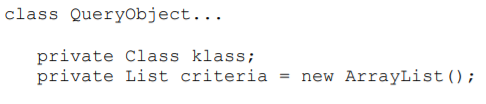 class QueryObject...
private Class klass;
private List criteria = new ArrayList();